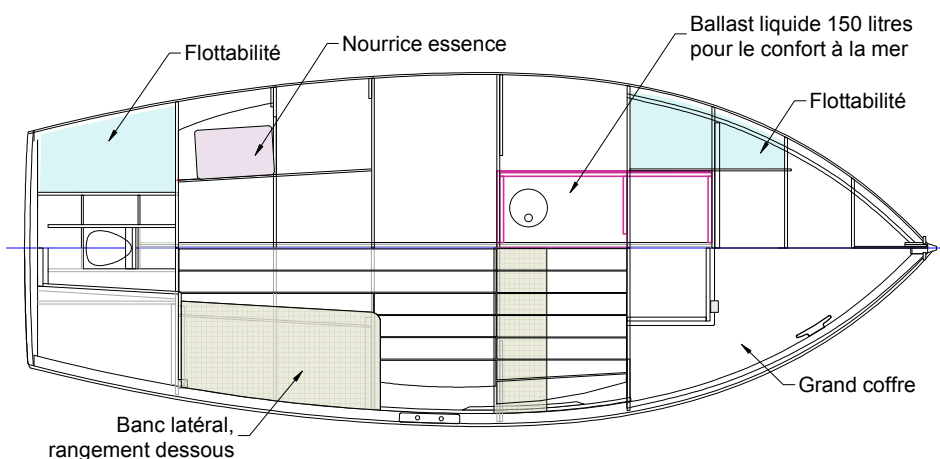 Ballast liquide 150 litres
pour le confort à la mer
Flottabilité
Nourrice essence
Flottabilité
Grand coffre
Banc latéral,
rangement dessous